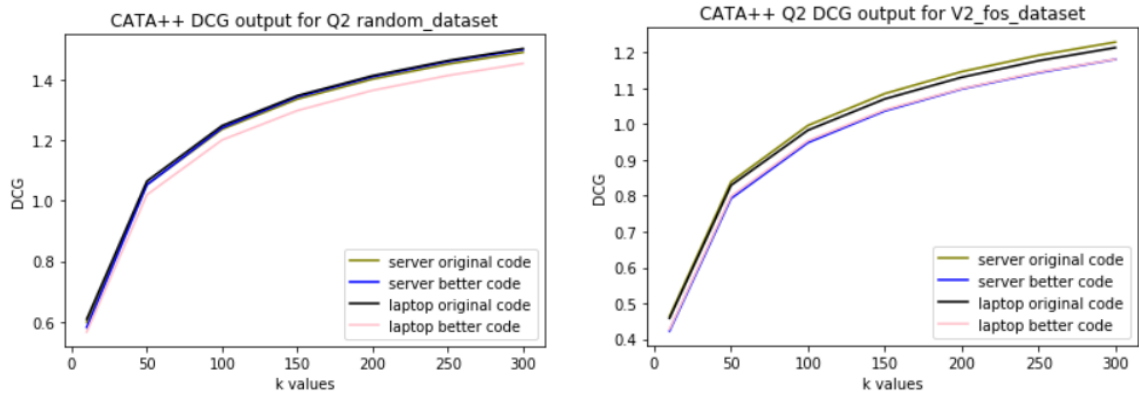 CATA++ DCG output for Q2 random_dataset
1.4
1.2
1.0
0.8
0.6
DCG
0
50
100
150
200
250
300
k values
server original code
server better code
laptop original code
laptop better code
CATA++ Q2 DCG output for V2_fos_dataset
1.2
1.1
1.0
0.9
0.8
0.7
0.6
0.5
0.4
DCG
0
50
100
150
200
250
300
k values
server original code
server better code
laptop original code
laptop better code